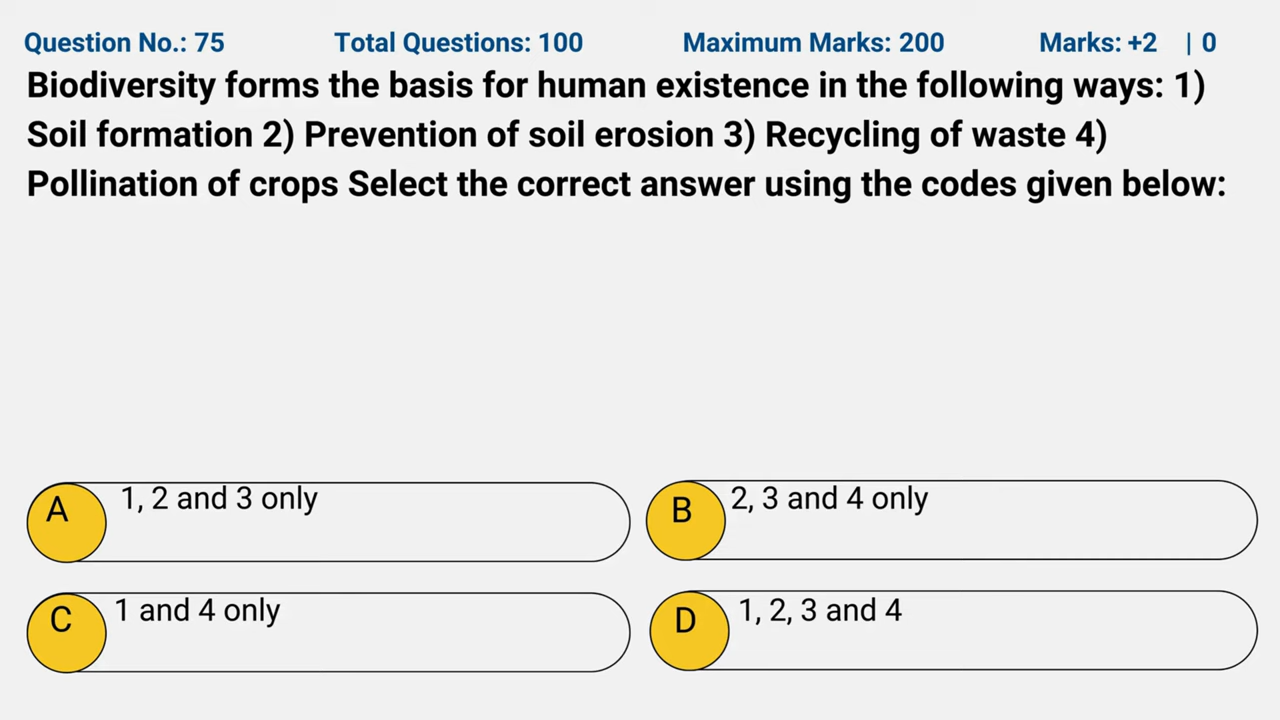 Question No.: 75 Total Questions: 100 Maximum Marks: 200 Marks: +2 | 0
Biodiversity forms the basis for human existence in the following ways: 1)
Soil formation 2) Prevention of soil erosion 3) Recycling of waste 4)
Pollination of crops Select the correct answer using the codes given below:
A 1, 2 and 3 only
B 2, 3 and 4 only
C 1 and 4 only
D 1, 2, 3 and 4